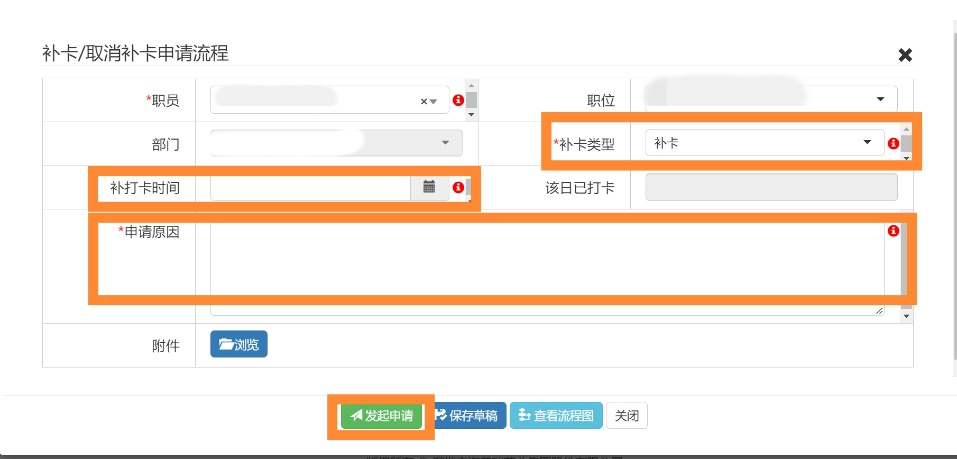 补卡/取消补卡申请流程
*职员
职位
部门
*补卡类型 补卡
补打卡时间
该日已打卡
*申请原因
附件 浏览
发起申请 保存草稿 查看流程图 关闭